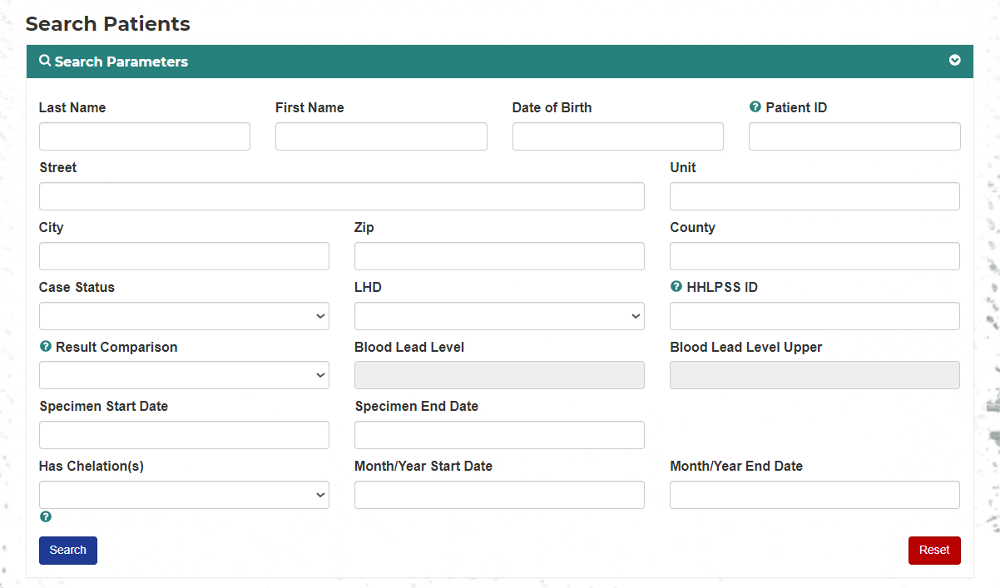 Search Patients
Search Parameters
Last Name First Name Date of Birth ? Patient ID
Street Unit
City Zip County
Case Status LHD ? HHLPSS ID
? Result Comparison Blood Lead Level Blood Lead Level Upper
Specimen Start Date Specimen End Date
Has Chelation(s) Month/Year Start Date Month/Year End Date
?
Search Reset